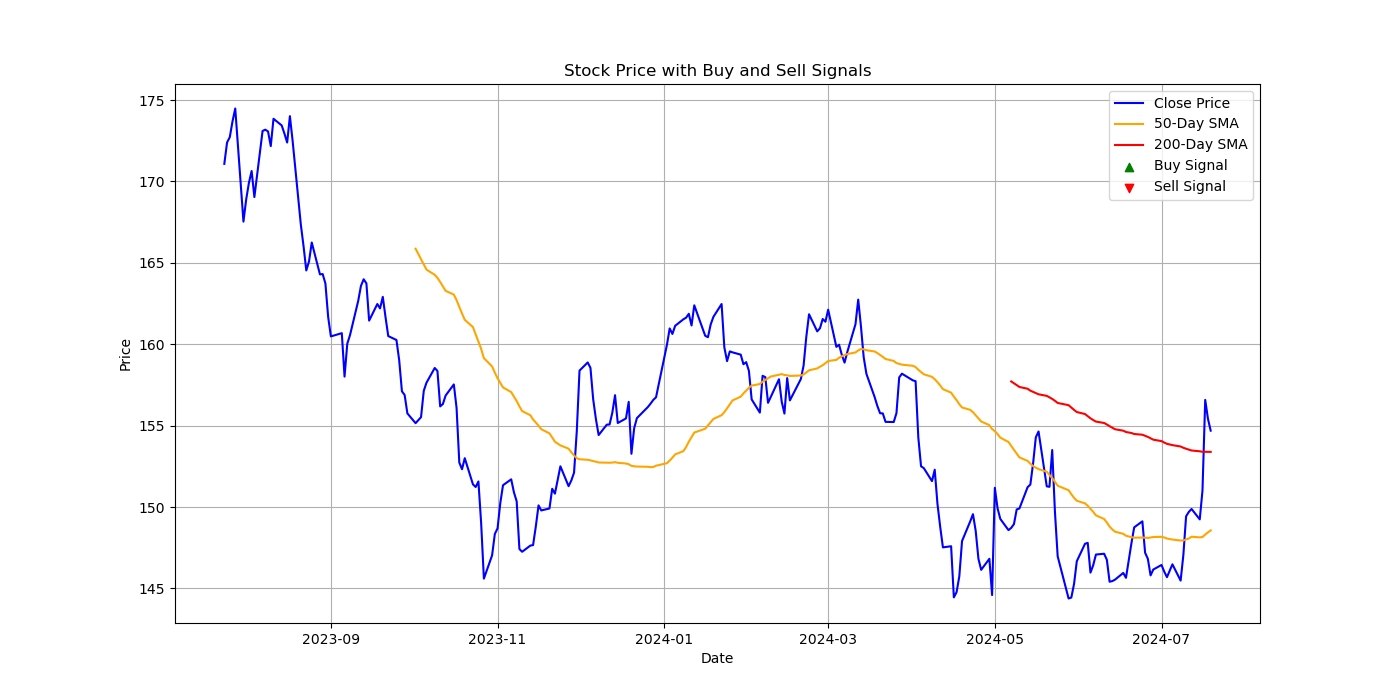 Stock Price with Buy and Sell Signals
Close Price
50-Day SMA
200-Day SMA
Buy Signal
Sell Signal
Price
175
170
165
160
155
150
145
2023-09
2023-11
2024-01
2024-03
2024-05
2024-07
Date